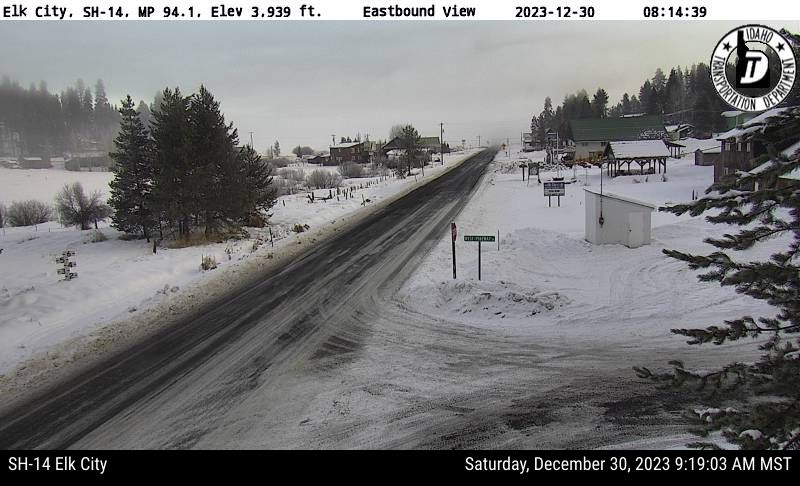 Elk City, SH-14, MP 94.1, Elev 3,939 ft. Eastbound View 2023-12-30 08:14:39
IDAHO
TRANSPORTATION DEPARTMENT
SH-14 Elk City
Saturday, December 30, 2023 9:19:03 AM MST